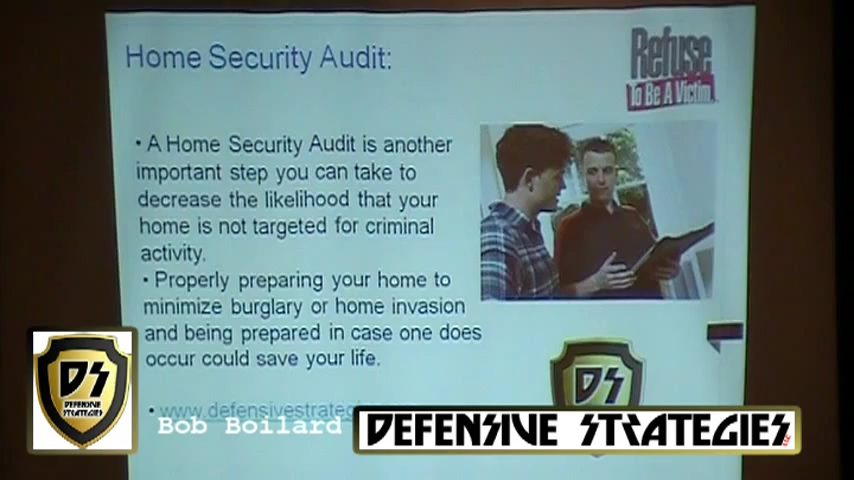 Home Security Audit:
Refuse
To Be A Victim
• A Home Security Audit is another
important step you can take to
decrease the likelihood that your
home is not targeted for criminal
activity.
• Properly preparing your home to
minimize burglary or home invasion
and being prepared in case one does
occur could save your life.
• www.defensivestrategi
Bob Boilard
DS
DEFENSIVE
STRATEGIES
DS
DEFENSIVE STRATEGIES